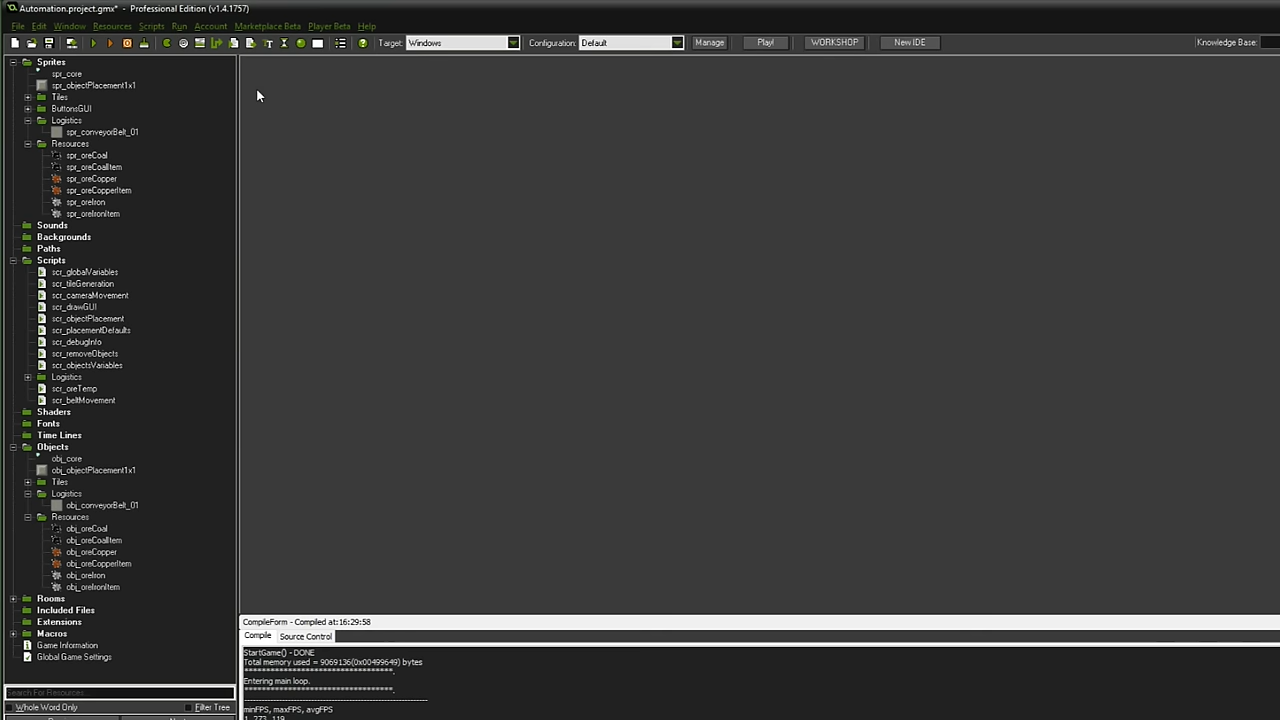 Automation.project.gmx* - Professional Edition (v1.4.1757)
File Edit Window Resources Scripts Run Account Marketplace Beta Player Beta Help
Target: Windows Configuration: Default Manage Play! WORKSHOP New IDE Knowledge Base:
Sprites
spr_core
spr_objectPlacement1x1
Tiles
ButtonsGUI
Logistics
spr_conveyorBelt_01
Resources
spr_oreCoal
spr_oreCoalItem
spr_oreCopper
spr_oreCopperItem
spr_oreIron
spr_oreIronItem
Sounds
Backgrounds
Paths
Scripts
scr_globalVariables
scr_tileGeneration
scr_cameraMovement
scr_drawGUI
scr_objectPlacement
scr_placementDefaults
scr_debugInfo
scr_removeObjects
scr_objectsVariables
Logistics
scr_oreTemp
scr_beltMovement
Shaders
Fonts
Time Lines
Objects
obj_core
obj_objectPlacement1x1
Tiles
Logistics
obj_conveyorBelt_01
Resources
obj_oreCoal
obj_oreCoalItem
obj_oreCopper
obj_oreCopperItem
obj_oreIron
obj_oreIronItem
Rooms
Included Files
Extensions
Macros
Game Information
Global Game Settings
Search For Resources...
Whole Word Only Filter Tree
CompileForm - Compiled at:16:29:58
Compile Source Control
StartGame() - DONE
Total memory used = 9069136(0x00499649) bytes
Entering main loop.
minFPS, maxFPS, avgFPS
1, 273, 119